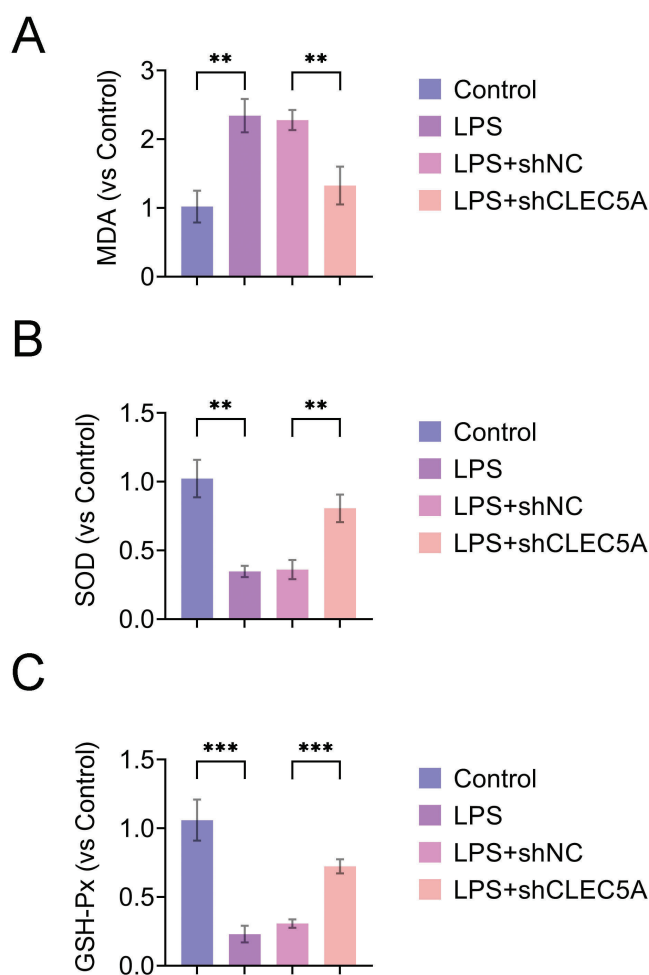 A
** **
3
2
1
0
MDA (vs Control)
Control
LPS
LPS+shNC
LPS+shCLEC5A
B
** **
1.5
1.0
0.5
0.0
SOD (vs Control)
Control
LPS
LPS+shNC
LPS+shCLEC5A
C
*** ***
1.5
1.0
0.5
0.0
GSH-Px (vs Control)
Control
LPS
LPS+shNC
LPS+shCLEC5A